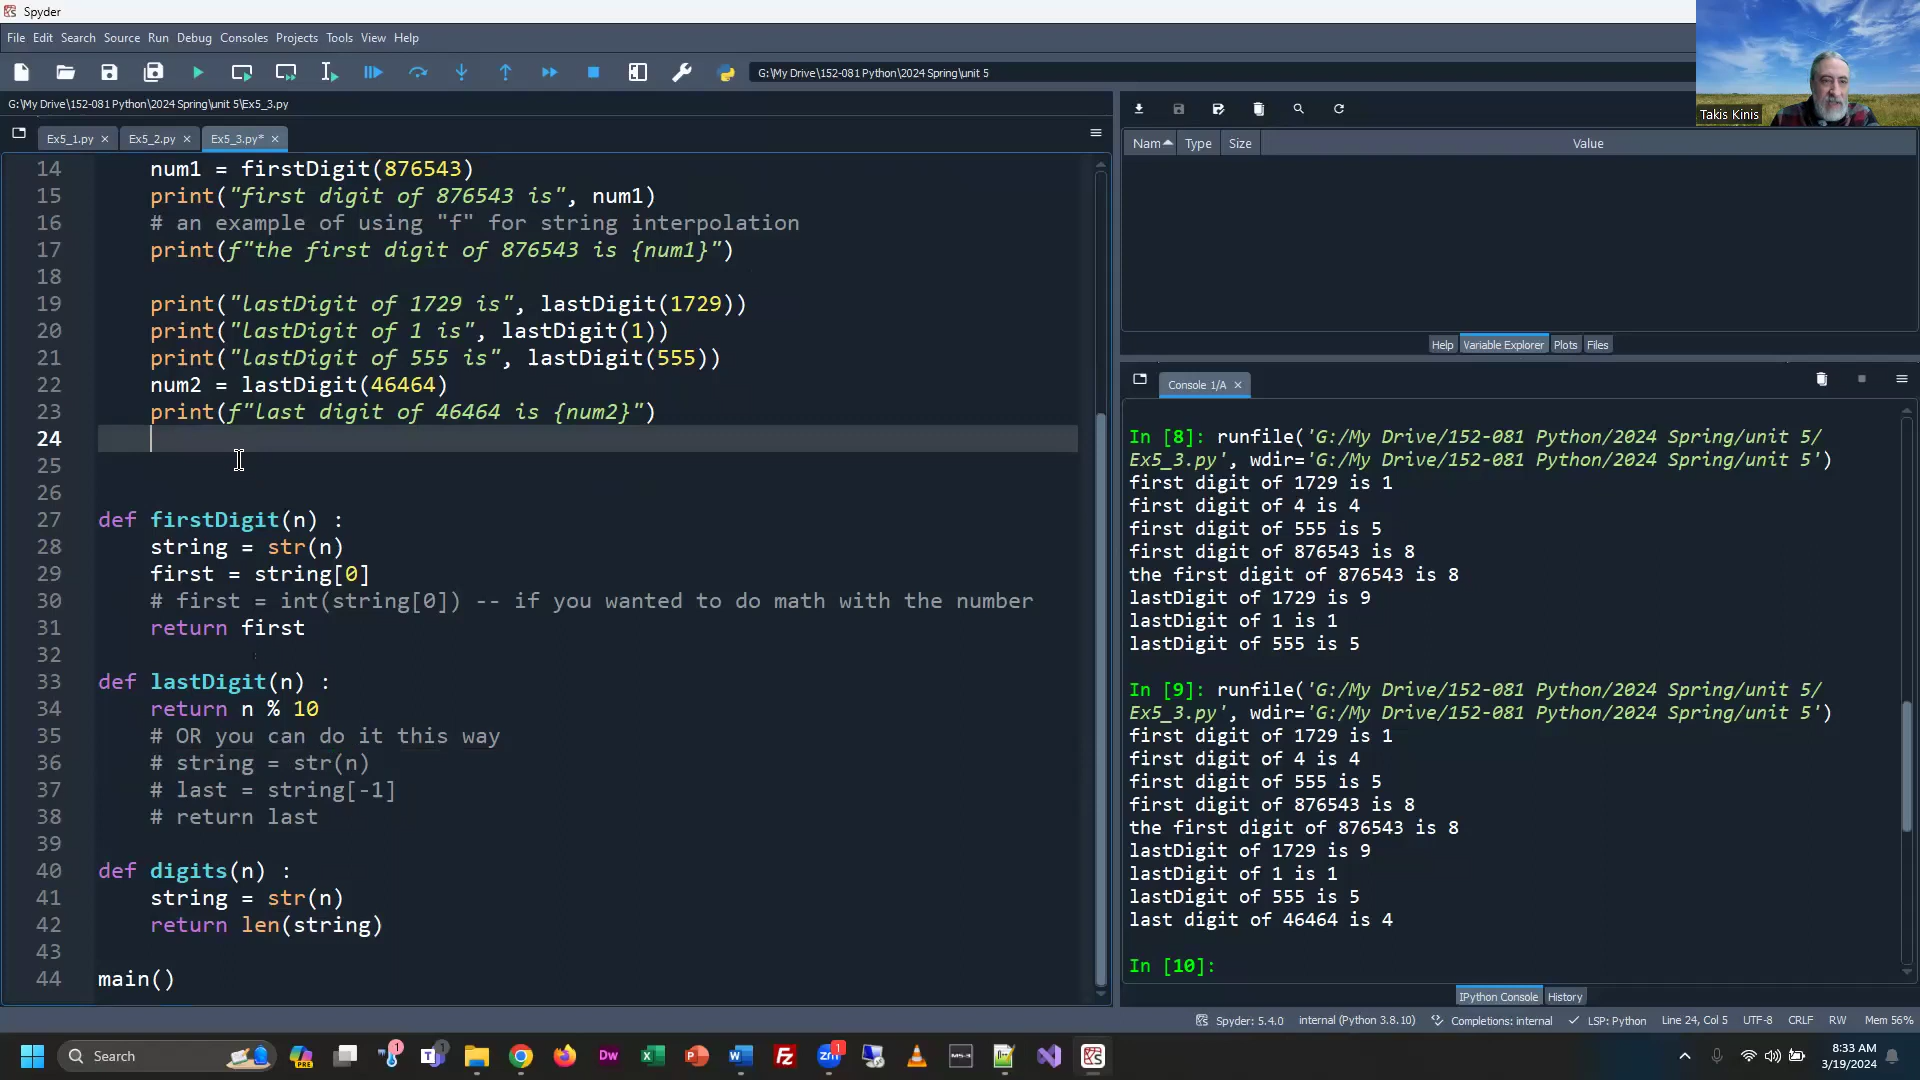 Spyder
File Edit Search Source Run Debug Consoles Projects Tools View Help
G:\My Drive\152-081 Python\2024 Spring\unit 5
G:\My Drive\152-081 Python\2024 Spring\unit 5\Ex5_3.py
Ex5_1.py Ex5_2.py Ex5_3.py*
14 num1 = firstDigit(876543)
15 print("first digit of 876543 is", num1)
16 # an example of using "f" for string interpolation
17 print(f"the first digit of 876543 is {num1}")
18
19 print("lastDigit of 1729 is", lastDigit(1729))
20 print("lastDigit of 1 is", lastDigit(1))
21 print("lastDigit of 555 is", lastDigit(555))
22 num2 = lastDigit(46464)
23 print(f"last digit of 46464 is {num2}")
24
25
26
27 def firstDigit(n) :
28 string = str(n)
29 first = string[0]
30 # first = int(string[0]) -- if you wanted to do math with the number
31 return first
32
33 def lastDigit(n) :
34 return n % 10
35 # OR you can do it this way
36 # string = str(n)
37 # last = string[-1]
38 # return last
39
40 def digits(n) :
41 string = str(n)
42 return len(string)
43
44 main()
Takis Kinis
Nam Type Size Value
Help Variable Explorer Plots Files
Console 1/A
In [8]: runfile('G:/My Drive/152-081 Python/2024 Spring/unit 5/
Ex5_3.py', wdir='G:/My Drive/152-081 Python/2024 Spring/unit 5')
first digit of 1729 is 1
first digit of 4 is 4
first digit of 555 is 5
first digit of 876543 is 8
the first digit of 876543 is 8
lastDigit of 1729 is 9
lastDigit of 1 is 1
lastDigit of 555 is 5
In [9]: runfile('G:/My Drive/152-081 Python/2024 Spring/unit 5/
Ex5_3.py', wdir='G:/My Drive/152-081 Python/2024 Spring/unit 5')
first digit of 1729 is 1
first digit of 4 is 4
first digit of 555 is 5
first digit of 876543 is 8
the first digit of 876543 is 8
lastDigit of 1729 is 9
lastDigit of 1 is 1
lastDigit of 555 is 5
last digit of 46464 is 4
In [10]:
IPython Console History
Spyder: 5.4.0 internal (Python 3.8.10) Completions: internal LSP: Python Line 24, Col 5 UTF-8 CRLF RW Mem 56%
Search PRE 1 1 Dw zm 1 8:33 AM
3/19/2024